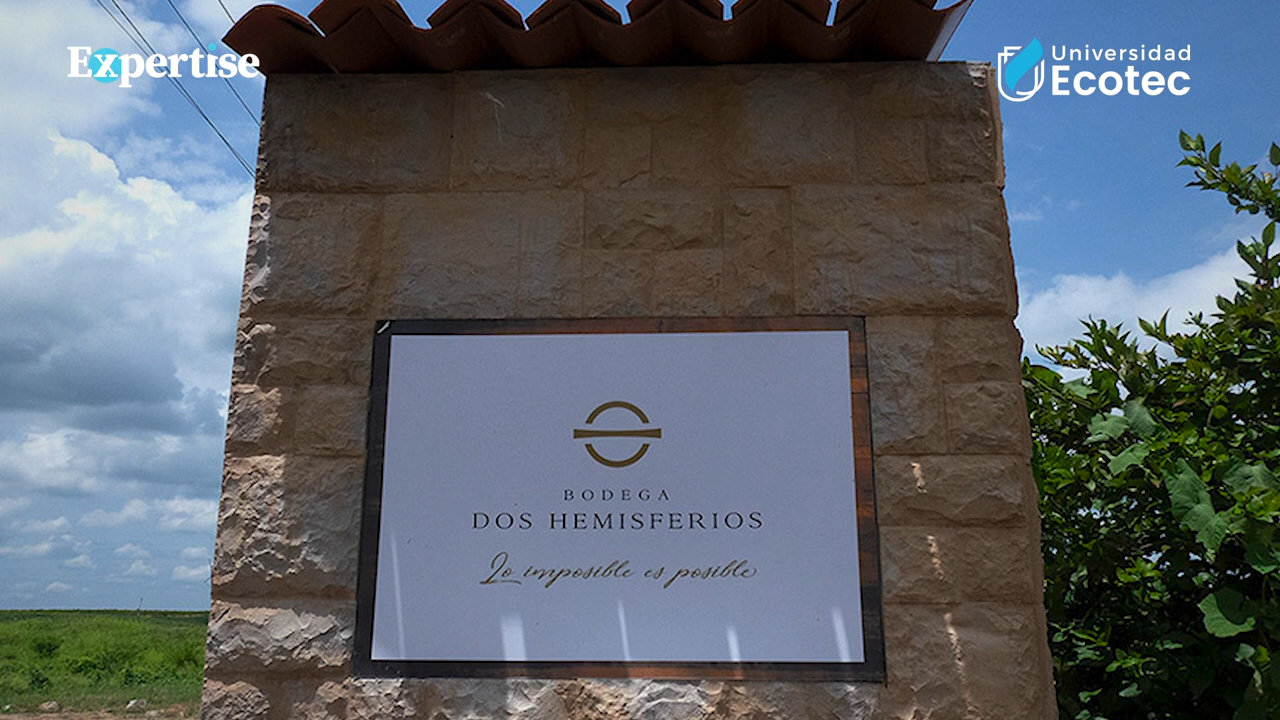 Expertise
Universidad
Ecotec
BODEGA
DOS HEMISFERIOS
Lo imposible es posible